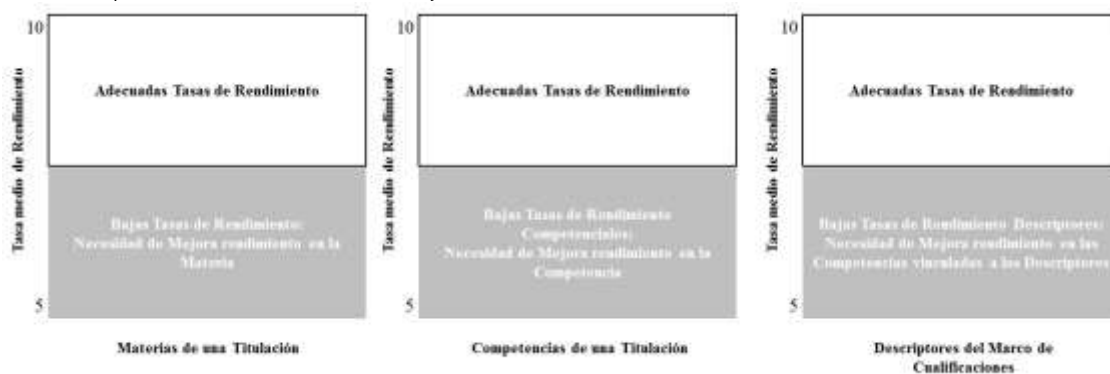 10
Tasa medio de Rendimiento
Adecuadas Tasas de Rendimiento
Bajas Tasas de Rendimiento:
Necesidad de Mejora rendimiento en la
Materia
5
Materias de una Titulación
10
Tasa medio de Rendimiento
Adecuadas Tasas de Rendimiento
Bajas Tasas de Rendimiento
Competenciales:
Necesidad de Mejora rendimiento en la
Competencia
5
Competencias de una Titulación
10
Tasa medio de Rendimiento
Adecuadas Tasas de Rendimiento
Bajas Tasas de Rendimiento Descriptores:
Necesidad de Mejora rendimiento en las
Competencias vinculadas a los Descriptores
5
Descriptores del Marco de
Cualificaciones